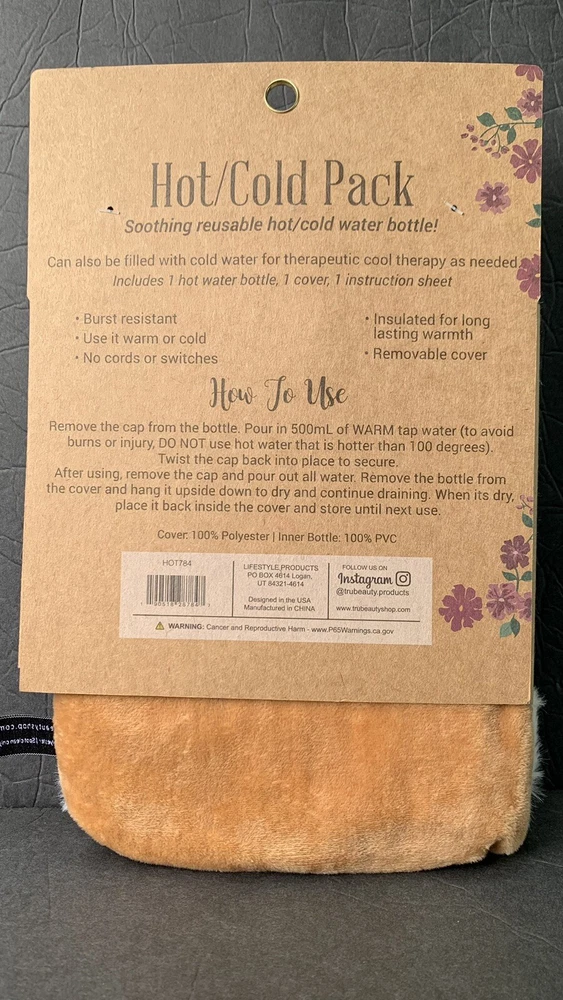 Hot/Cold Pack
Soothing reusable hot/cold water bottle!
Can also be filled with cold water for therapeutic cool therapy as needed.
Includes 1 hot water bottle, 1 cover, 1 instruction sheet
• Burst resistant
• Use it warm or cold
• No cords or switches
• Insulated for long
lasting warmth
• Removable cover
How To Use
Remove the cap from the bottle. Pour in 500mL of WARM tap water (to avoid
burns or injury, DO NOT use hot water that is hotter than 100 degrees).
Twist the cap back into place to secure.
After using, remove the cap and pour out all water. Remove the bottle from
the cover and hang it upside down to dry and continue draining. When its dry,
place it back inside the cover and store until next use.
Cover: 100% Polyester | Inner Bottle: 100% PVC
HOT784
LIFESTYLE PRODUCTS
PO BOX 4614 Logan,
UT 84321-4614
Designed in the USA
Manufactured in CHINA
FOLLOW US ON
Instagram
@trubeauty.products
www.trubeautyshop.com
WARNING: Cancer and Reproductive Harm - www.P65Warnings.ca.gov